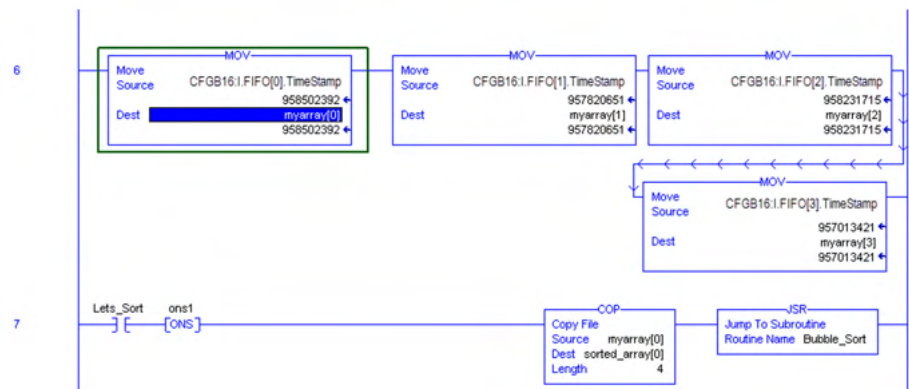 6
MOV
Move
Source CFGB16:I.FIFO[0].TimeStamp
958502392
Dest myarray[0]
958502392
MOV
Move
Source CFGB16:I.FIFO[1].TimeStamp
957820651
Dest myarray[1]
957820651
MOV
Move
Source CFGB16:I.FIFO[2].TimeStamp
958231715
Dest myarray[2]
958231715
MOV
Move
Source CFGB16:I.FIFO[3].TimeStamp
957013421
Dest myarray[3]
957013421
7
Lets_Sort ons1
ONS
COP
Copy File
Source myarray[0]
Dest sorted_array[0]
Length 4
JSR
Jump To Subroutine
Routine Name Bubble_Sort